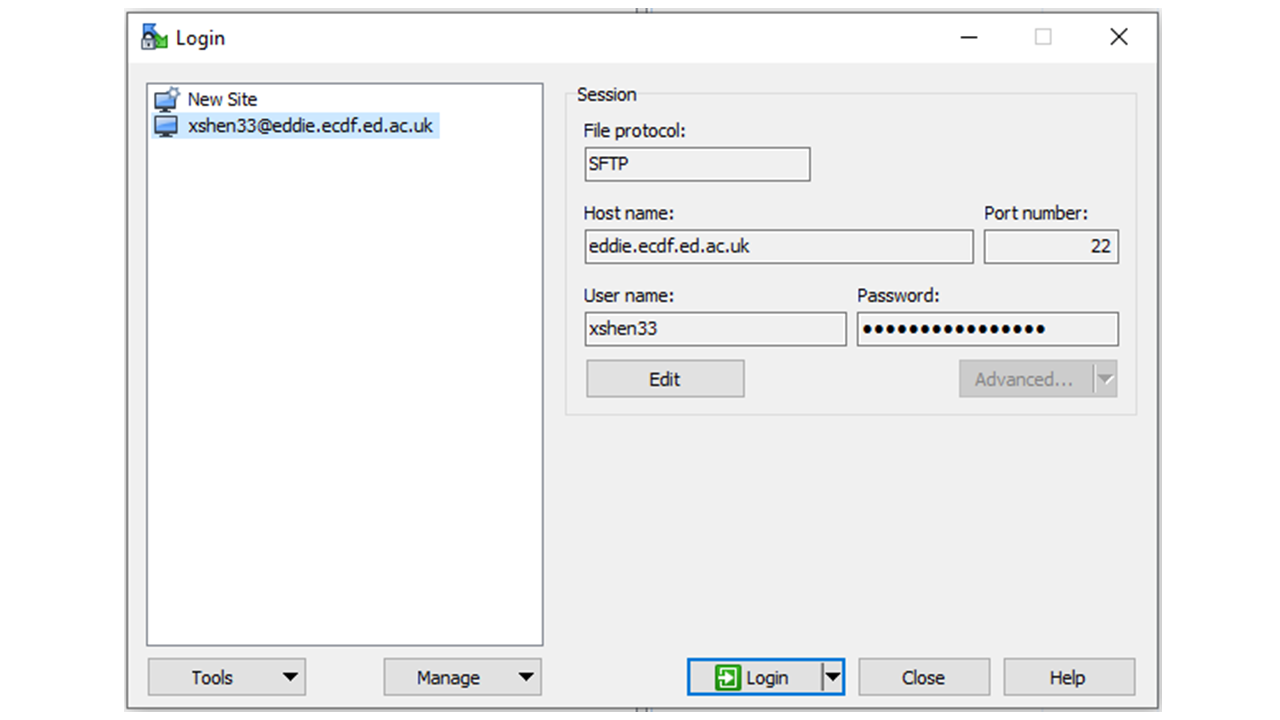 Login
New Site
xshen33@eddie.ecdf.ed.ac.uk
Session
File protocol:
SFTP
Host name:
Port number:
eddie.ecdf.ed.ac.uk
22
User name:
Password:
xshen33
••••••••••••••••
Edit
Advanced...
Tools
Manage
Login
Close
Help